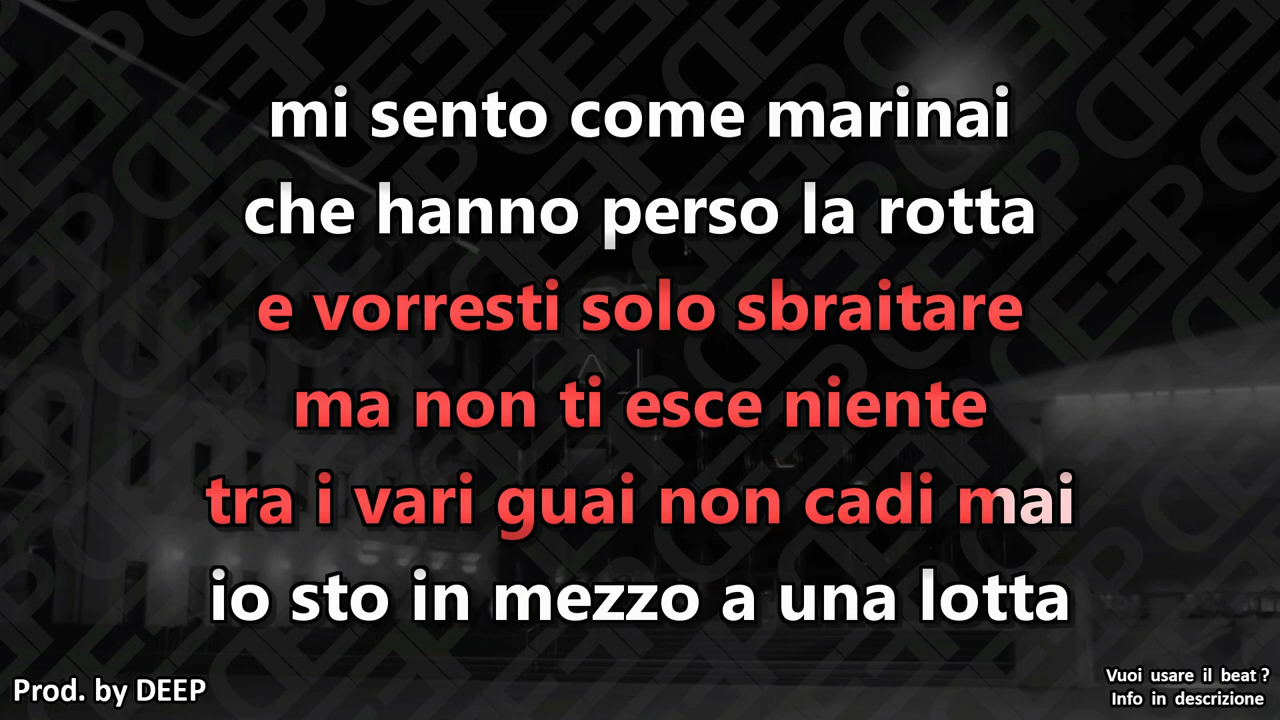 mi sento come marinai
che hanno perso la rotta
e vorresti solo sbraitare
ma non ti esce niente
tra i vari guai non cadi mai
io sto in mezzo a una lotta
Prod. by DEEP
Vuoi usare il beat ?
Info in descrizione